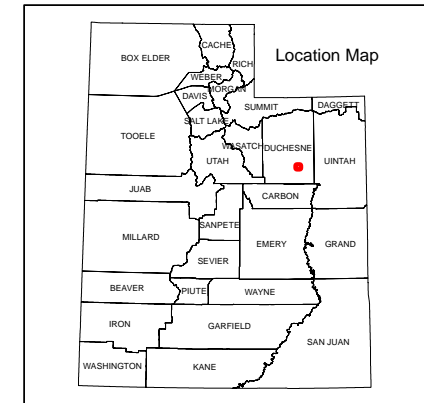 Location Map
CACHE
BOX ELDER
RICH
WEBER
MORGAN
DAVIS
SUMMIT
DAGGETT
SALT LAKE
TOOELE
WASATCH
DUCHESNE
UTAH
UINTAH
JUAB
CARBON
SANPETE
MILLARD
EMERY
GRAND
SEVIER
BEAVER
PIUTE
WAYNE
IRON
GARFIELD
SAN JUAN
WASHINGTON
KANE